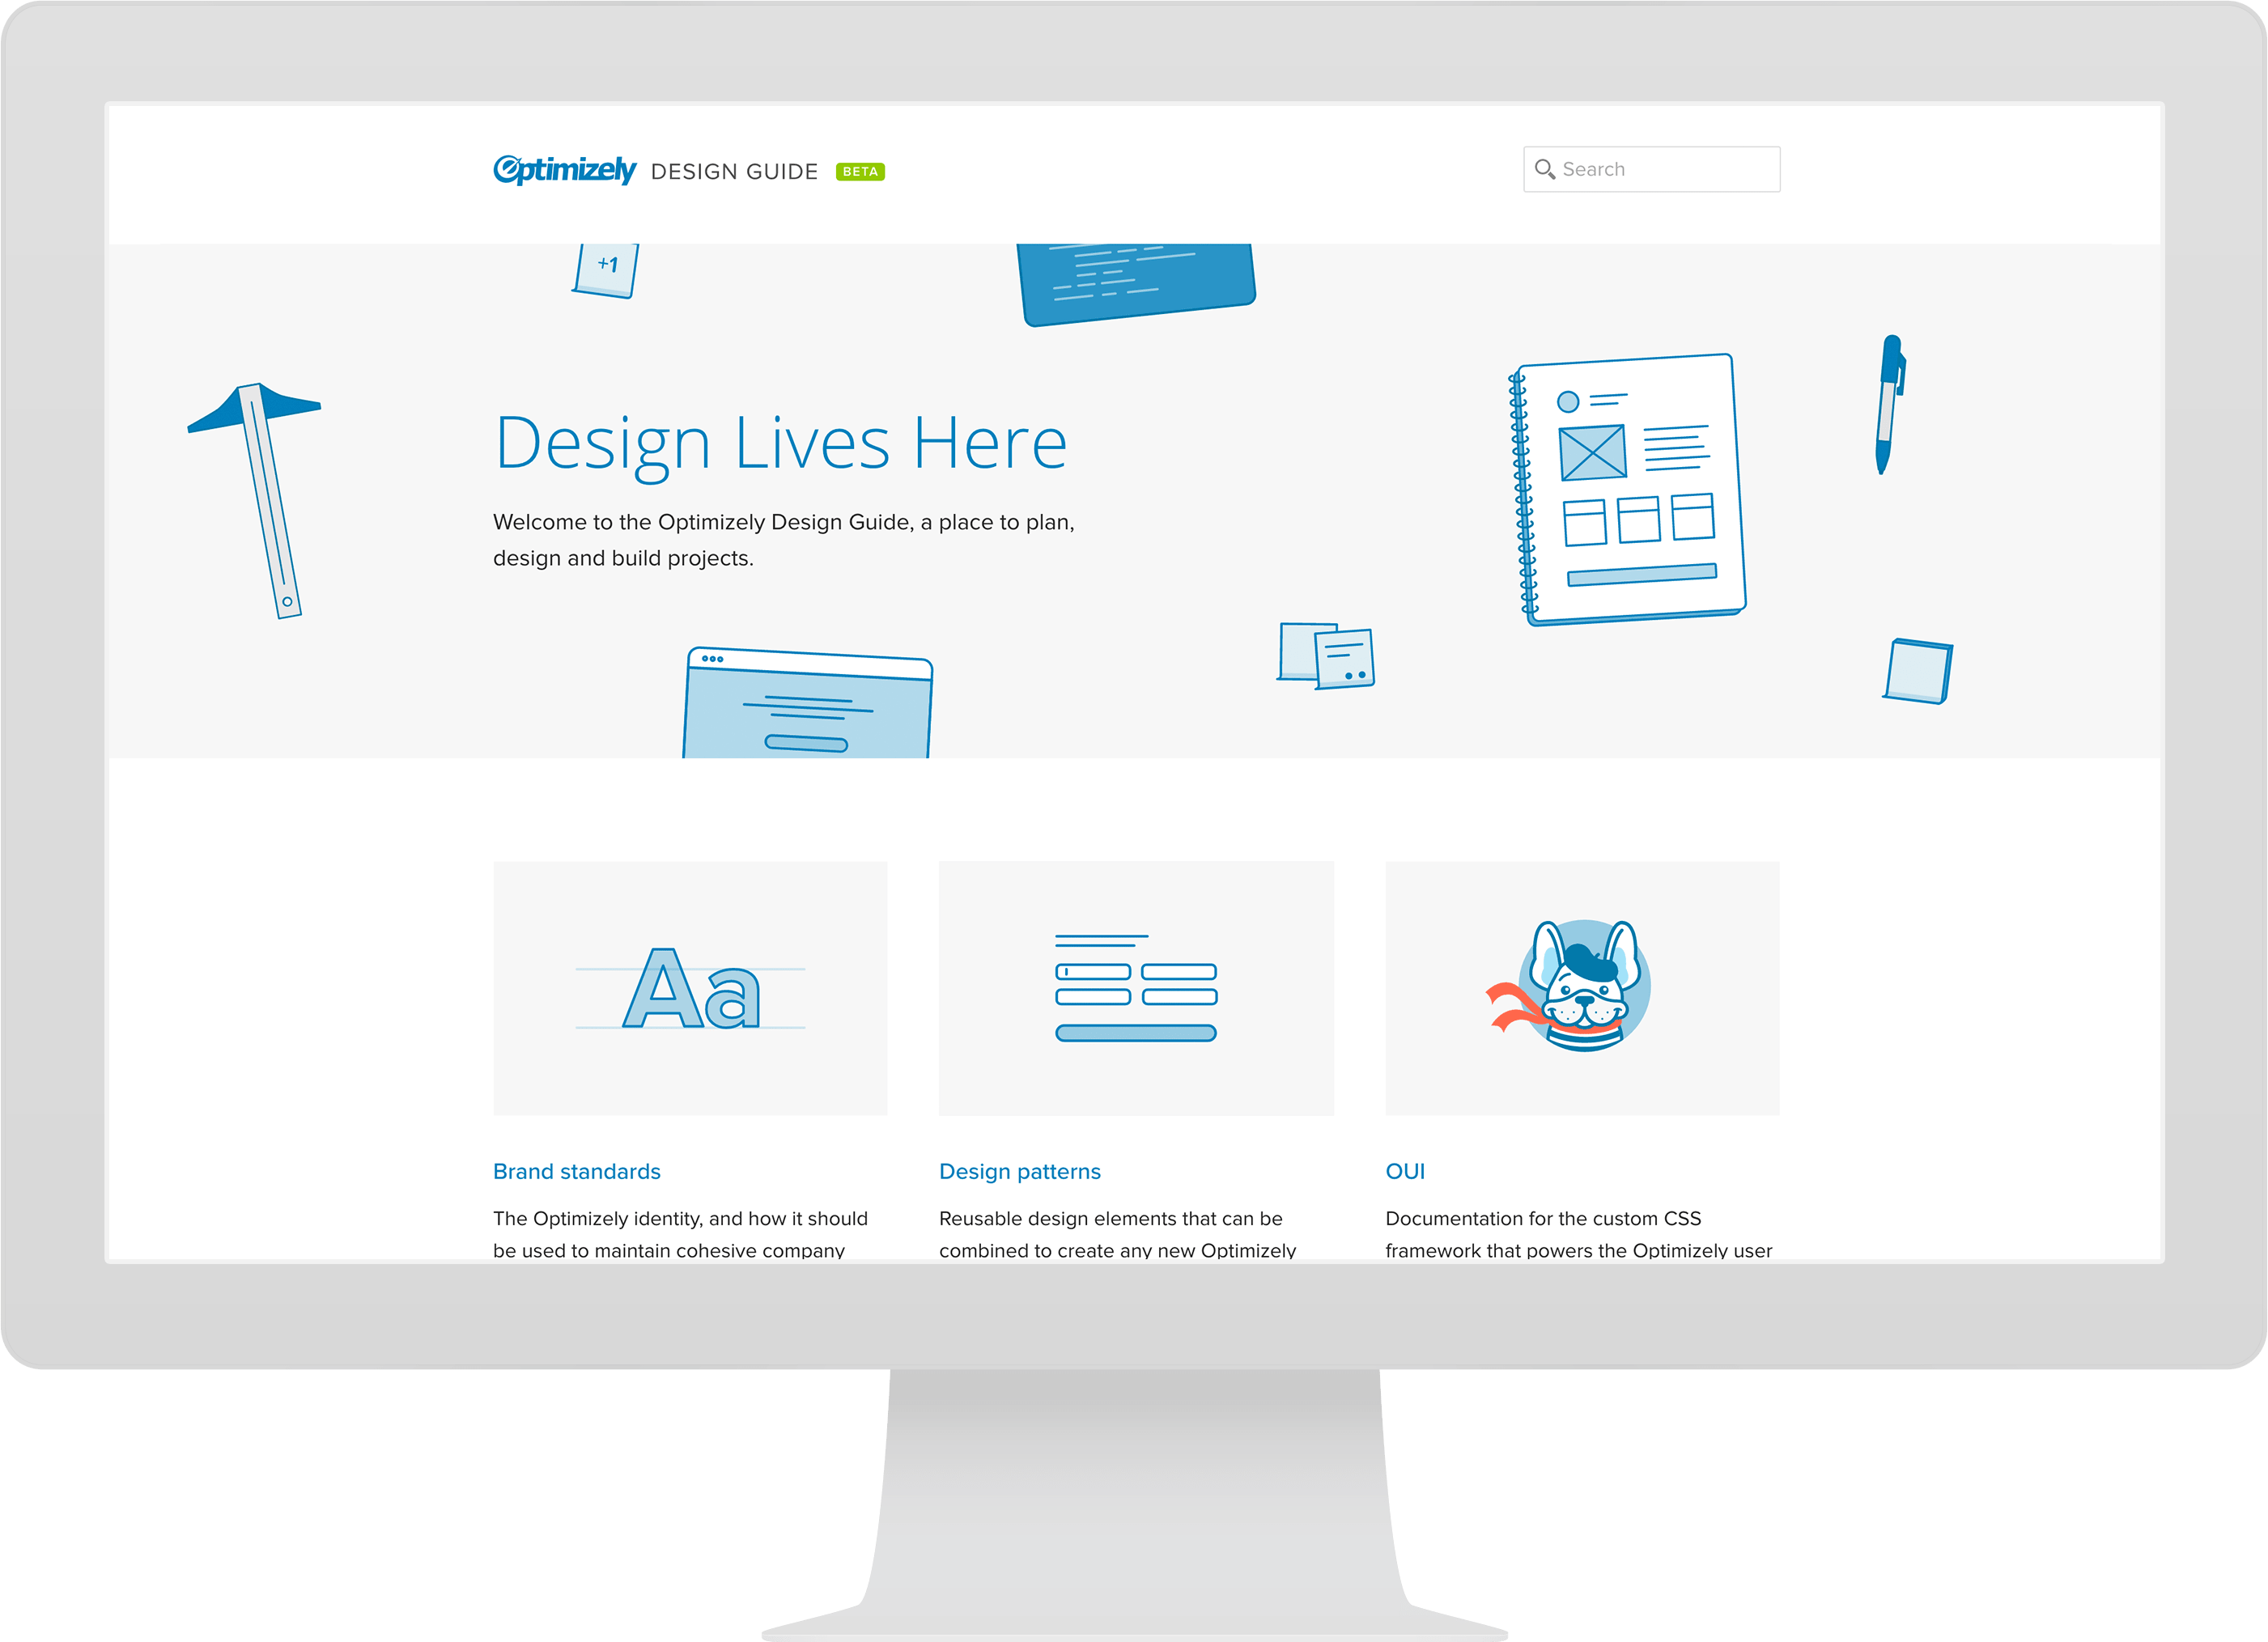 Optimizely DESIGN GUIDE BETA
Search
+1
Design Lives Here
Welcome to the Optimizely Design Guide, a place to plan,
design and build projects.
Aa
Brand standards
The Optimizely identity, and how it should
be used to maintain cohesive company
Design patterns
Reusable design elements that can be
combined to create any new Optimizely
OUI
Documentation for the custom CSS
framework that powers the Optimizely user